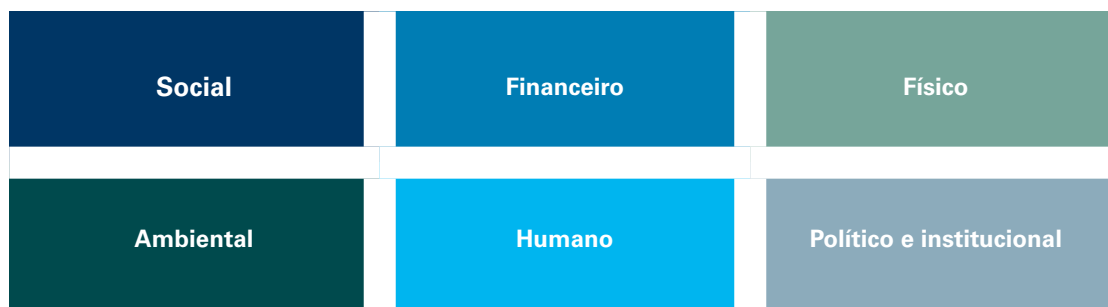 Social
Financeiro
Físico
Ambiental
Humano
Político e institucional